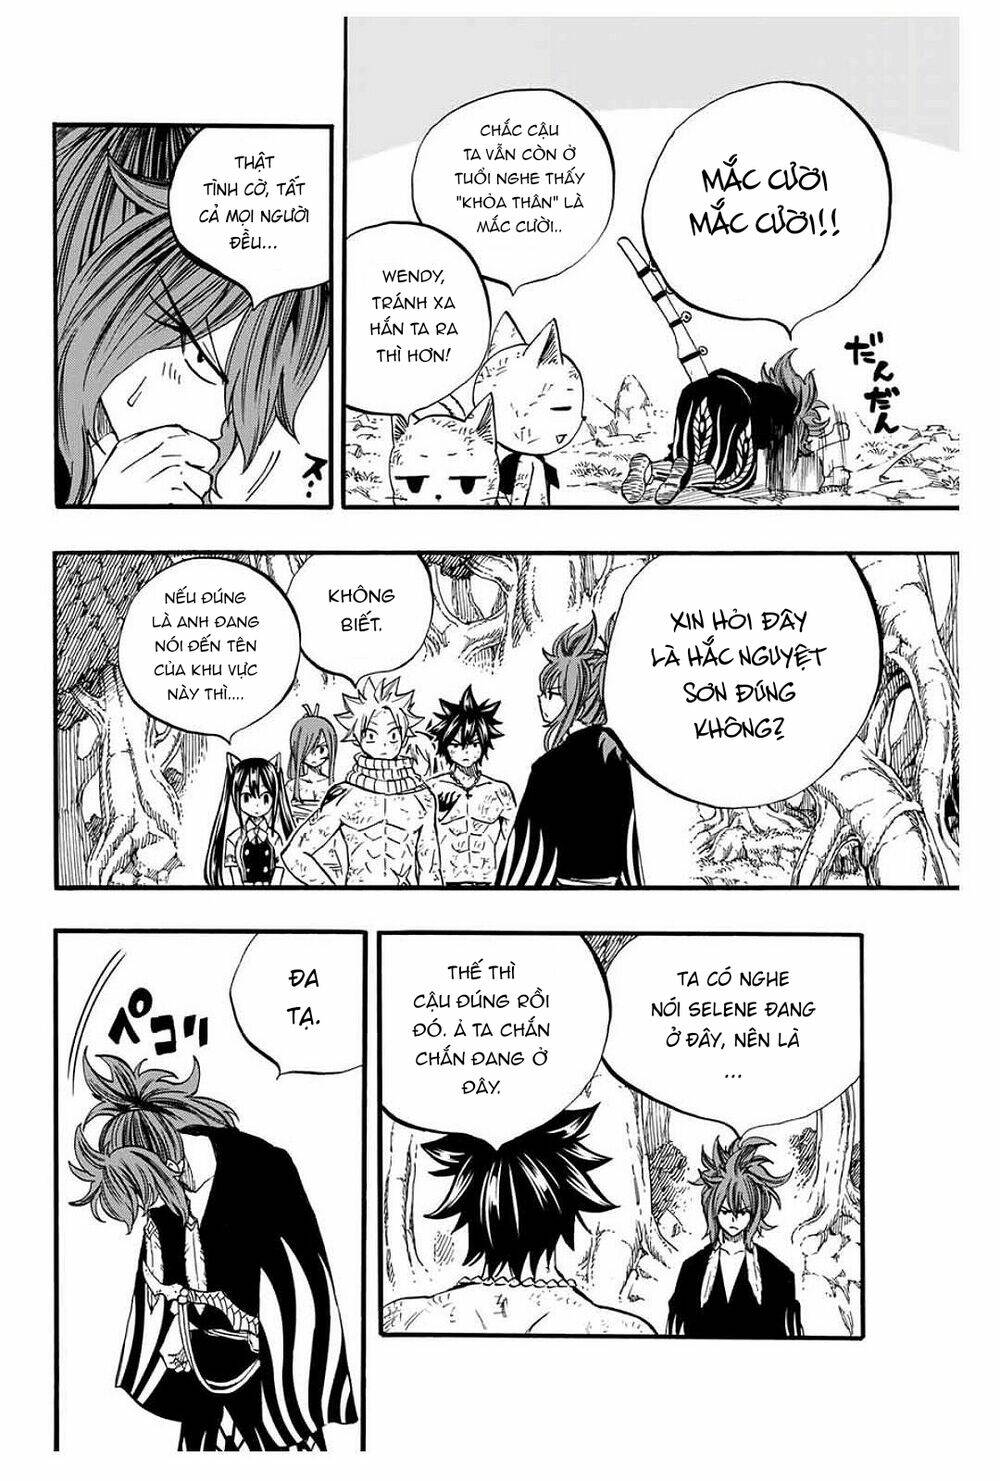 MẮC CƯỜI
MẮC CƯỜI!!
だんだん
CHẮC CẬU
TA VẪN CÒN Ở
TUỔI NGHE THẤY
"KHỎA THÂN" LÀ
MẮC CƯỜI..
WENDY,
TRÁNH XA
HẮN TA RA
THÌ HƠN!
THẬT
TÌNH CỜ, TẤT
CẢ MỌI NGƯỜI
ĐỀU...
ス...
XIN HỎI ĐÂY
LÀ HẮC NGUYỆT
SƠN ĐÚNG
KHÔNG?
KHÔNG
BIẾT.
NẾU ĐÚNG
LÀ ANH ĐANG
NÓI ĐẾN TÊN
CỦA KHU VỰC
NÀY THÌ....
TA CÓ NGHE
NÓI SELENE ĐANG
Ở ĐÂY, NÊN LÀ
...
THẾ THÌ
CẬU ĐÚNG RỒI
ĐÓ. Ả TA CHẮN
CHẮN ĐANG Ở
ĐÂY.
ĐA
TẠ.
ペコリ